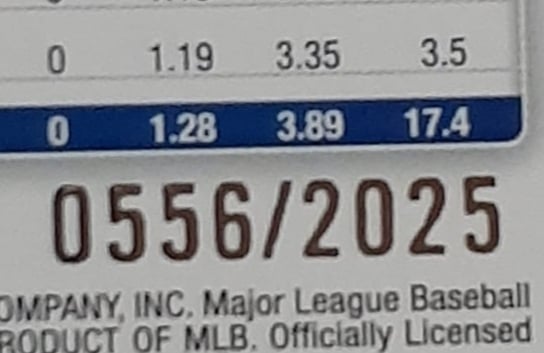 0 1.19 3.35 3.5
0 1.28 3.89 17.4
0556/2025
OMPANY, INC. Major League Baseball
RODUCT OF MLB. Officially Licensed